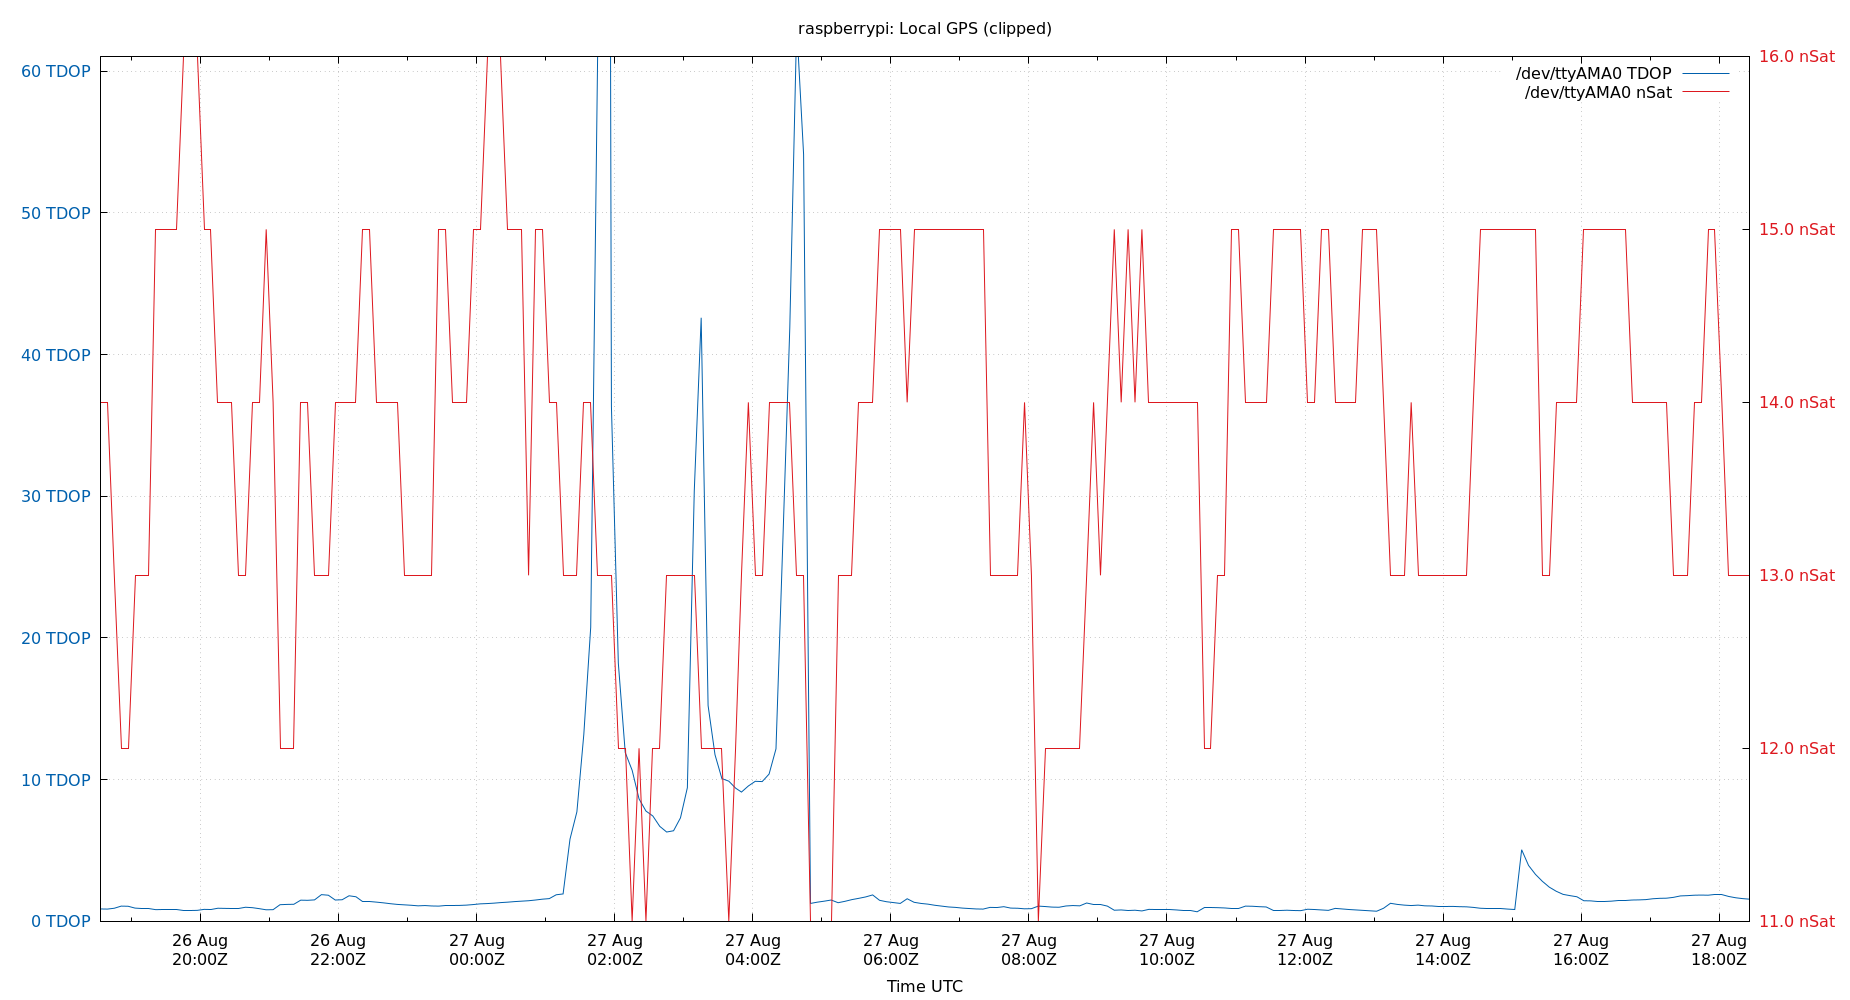 raspberrypi: Local GPS (clipped)
60 TDOP
50 TDOP
40 TDOP
30 TDOP
20 TDOP
10 TDOP
0 TDOP
16.0 nSat
15.0 nSat
14.0 nSat
13.0 nSat
12.0 nSat
11.0 nSat
/dev/ttyAMA0 TDOP
/dev/ttyAMA0 nSat
26 Aug
20:00Z
26 Aug
22:00Z
27 Aug
00:00Z
27 Aug
02:00Z
27 Aug
04:00Z
27 Aug
06:00Z
27 Aug
08:00Z
27 Aug
10:00Z
27 Aug
12:00Z
27 Aug
14:00Z
27 Aug
16:00Z
27 Aug
18:00Z
Time UTC